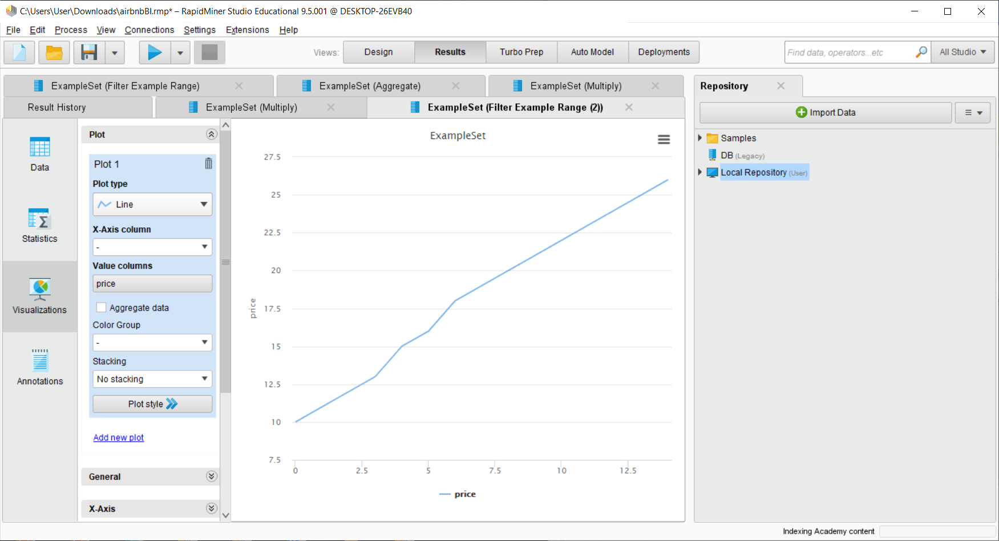 C:\Users\User\Downloads\airbnbBI.rmp* – RapidMiner Studio Educational 9.5.001 @ DESKTOP-26EVB40
File Edit Process View Connections Settings Extensions Help
Views: Design Results Turbo Prep Auto Model Deployments
Find data, operators...etc All Studio
ExampleSet (Filter Example Range) ExampleSet (Aggregate) ExampleSet (Multiply)
Result History ExampleSet (Multiply) ExampleSet (Filter Example Range (2))
Data
Statistics
Visualizations
Annotations
Plot
Plot 1
Plot type
Line
X-Axis column
-
Value columns
price
Aggregate data
Color Group
-
Stacking
No stacking
Plot style
Add new plot
General
X-Axis
ExampleSet
27.5
25
22.5
20
17.5
15
12.5
10
7.5
price
0 2.5 5 7.5 10 12.5
price
Repository
Import Data
Samples
DB (Legacy)
Local Repository (User)
Indexing Academy content